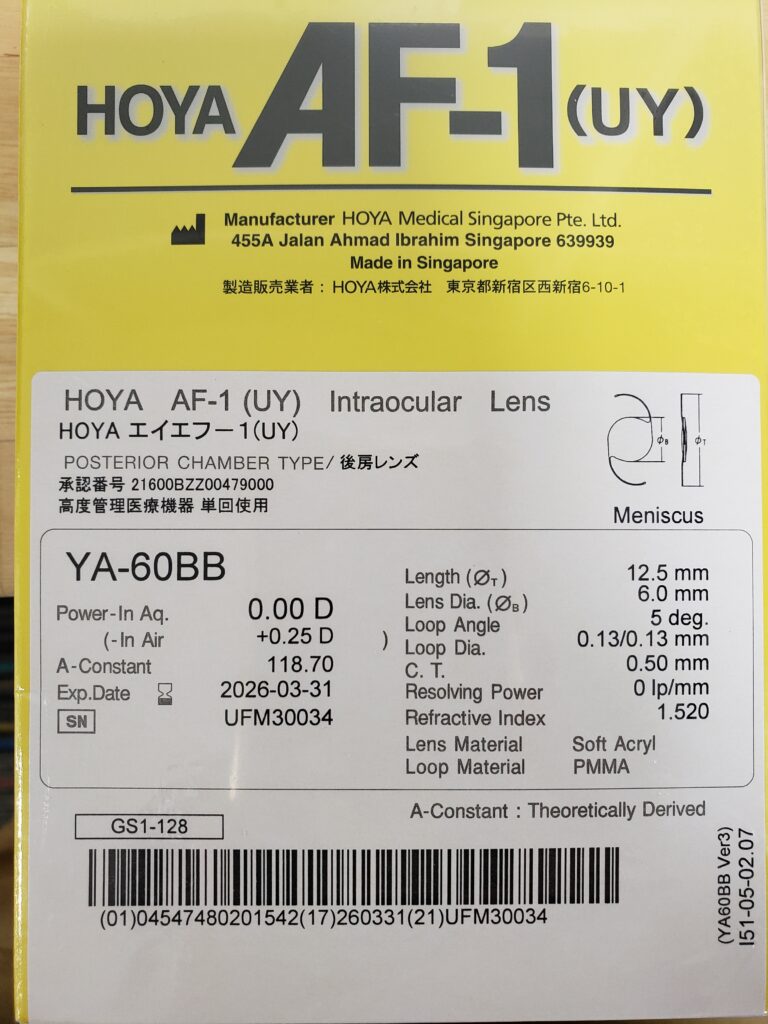 HOYA AF-1 (UY)
Manufacturer HOYA Medical Singapore Pte. Ltd.
455A Jalan Ahmad Ibrahim Singapore 639939
Made in Singapore
製造販売業者：HOYA株式会社 東京都新宿区西新宿6-10-1
HOYA AF-1 (UY) Intraocular Lens
HOYA エイエフー1(UY)
POSTERIOR CHAMBER TYPE/後房レンズ
承認番号 21600BZZ00479000
高度管理医療機器 単回使用
ØB ØT
Meniscus
YA-60BB
Power-In Aq. 0.00 D
(-In Air +0.25 D )
A-Constant 118.70
Exp.Date 2026-03-31
SN UFM30034
Length (ØT) 12.5 mm
Lens Dia. (ØB) 6.0 mm
Loop Angle 5 deg.
Loop Dia. 0.13/0.13 mm
C. T. 0.50 mm
Resolving Power 0 lp/mm
Refractive Index 1.520
Lens Material Soft Acryl
Loop Material PMMA
A-Constant : Theoretically Derived
GS1-128
(01)04547480201542(17)260331(21)UFM30034
(YA60BB Ver3)
I51-05-02.07